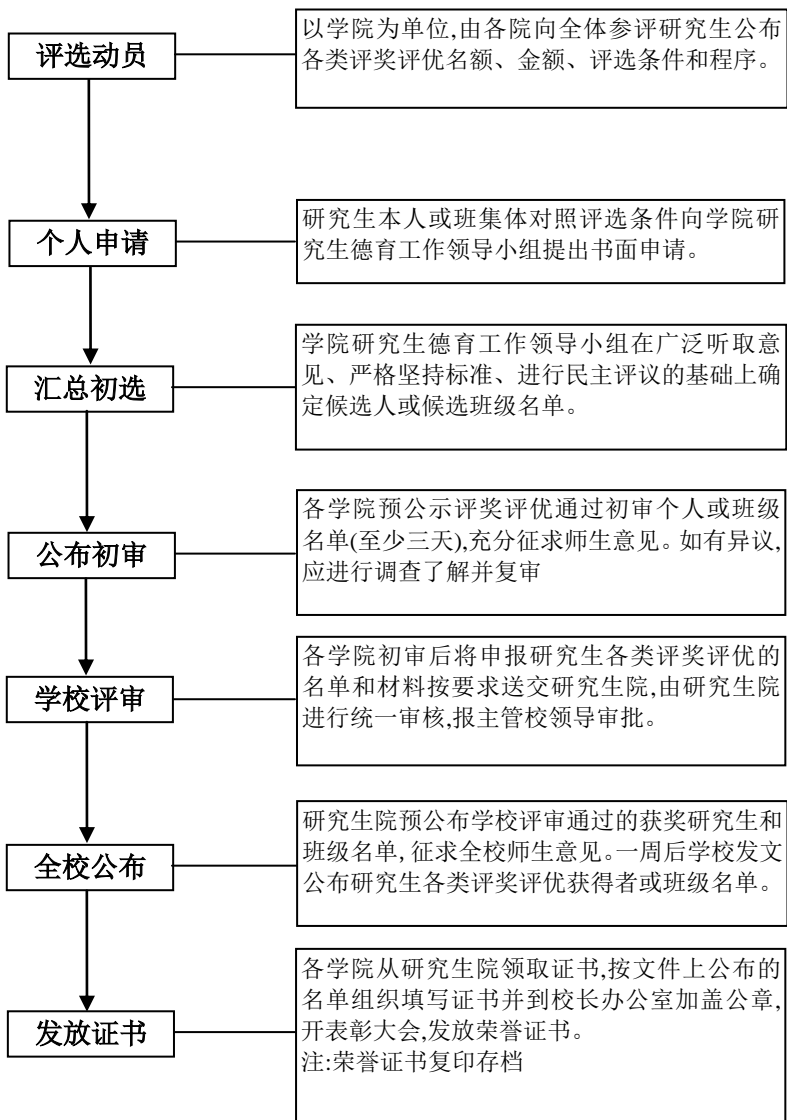 评选动员
以学院为单位,由各院向全体参评研究生公布
各类评奖评优名额、金额、评选条件和程序。
个人申请
研究生本人或班集体对照评选条件向学院研
究生德育工作领导小组提出书面申请。
汇总初选
学院研究生德育工作领导小组在广泛听取意
见、严格坚持标准、进行民主评议的基础上确
定候选人或候选班级名单。
公布初审
各学院预公示评奖评优通过初审个人或班级
名单(至少三天),充分征求师生意见。如有异议,
应进行调查了解并复审
学校评审
各学院初审后将申报研究生各类评奖评优的
名单和材料按要求送交研究生院,由研究生院
进行统一审核,报主管校领导审批。
全校公布
研究生院预公布学校评审通过的获奖研究生和
班级名单,征求全校师生意见。一周后学校发文
公布研究生各类评奖评优获得者或班级名单。
发放证书
各学院从研究生院领取证书,按文件上公布的
名单组织填写证书并到校长办公室加盖公章,
开表彰大会,发放荣誉证书。
注:荣誉证书复印存档